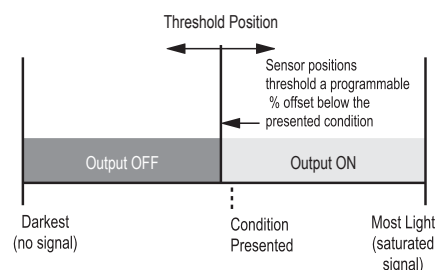 Threshold Position
Sensor positions
threshold a programmable
% offset below the
presented condition
Output OFF
Output ON
Darkest
(no signal)
Condition
Presented
Most Light
(saturated
signal)